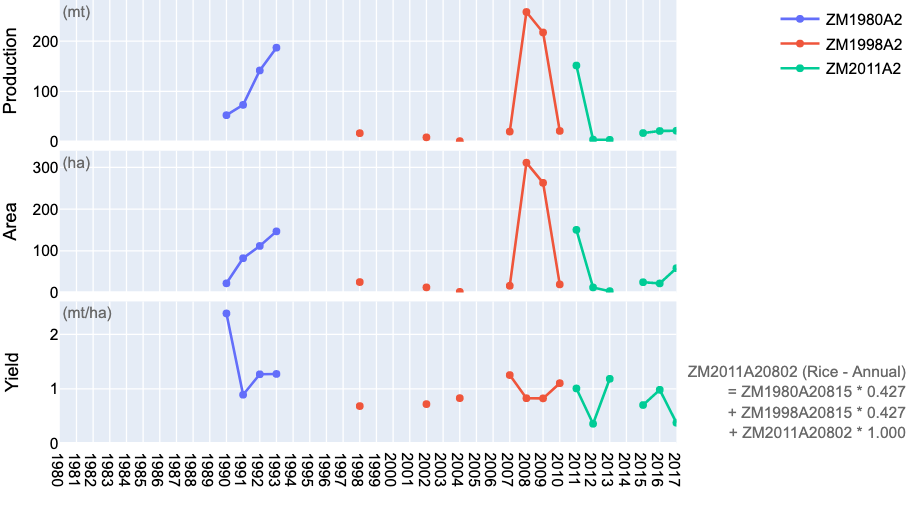 (mt)
Production
200
100
0
(ha)
Area
300
200
100
0
(mt/ha)
Yield
2
1
0
1980 1981 1982 1983 1984 1985 1986 1987 1988 1989 1990 1991 1992 1993 1994 1995 1996 1997 1998 1999 2000 2001 2002 2003 2004 2005 2006 2007 2008 2009 2010 2011 2012 2013 2014 2015 2016 2017
ZM1980A2
ZM1998A2
ZM2011A2
ZM2011A20802 (Rice - Annual)
= ZM1980A20815 * 0.427
+ ZM1998A20815 * 0.427
+ ZM2011A20802 * 1.000